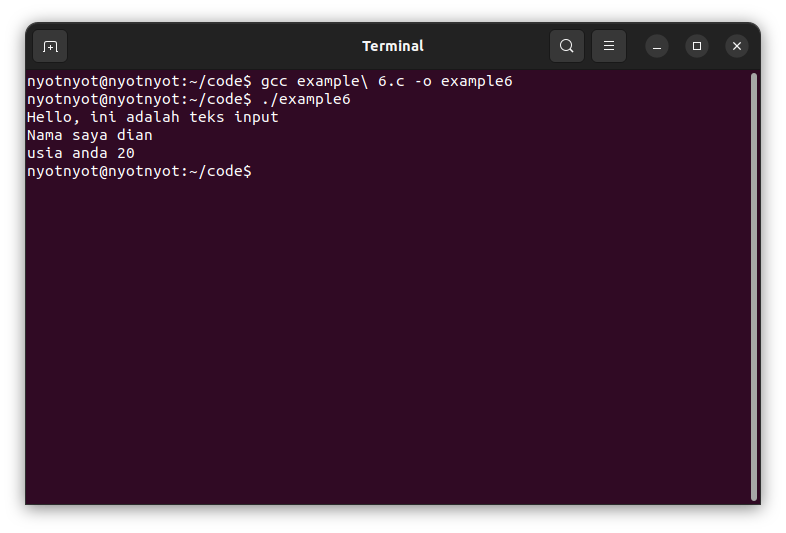 Terminal
nyotnyot@nyotnyot:~/code$ gcc example\ 6.c -o example6
nyotnyot@nyotnyot:~/code$ ./example6
Hello, ini adalah teks input
Nama saya dian
usia anda 20
nyotnyot@nyotnyot:~/code$